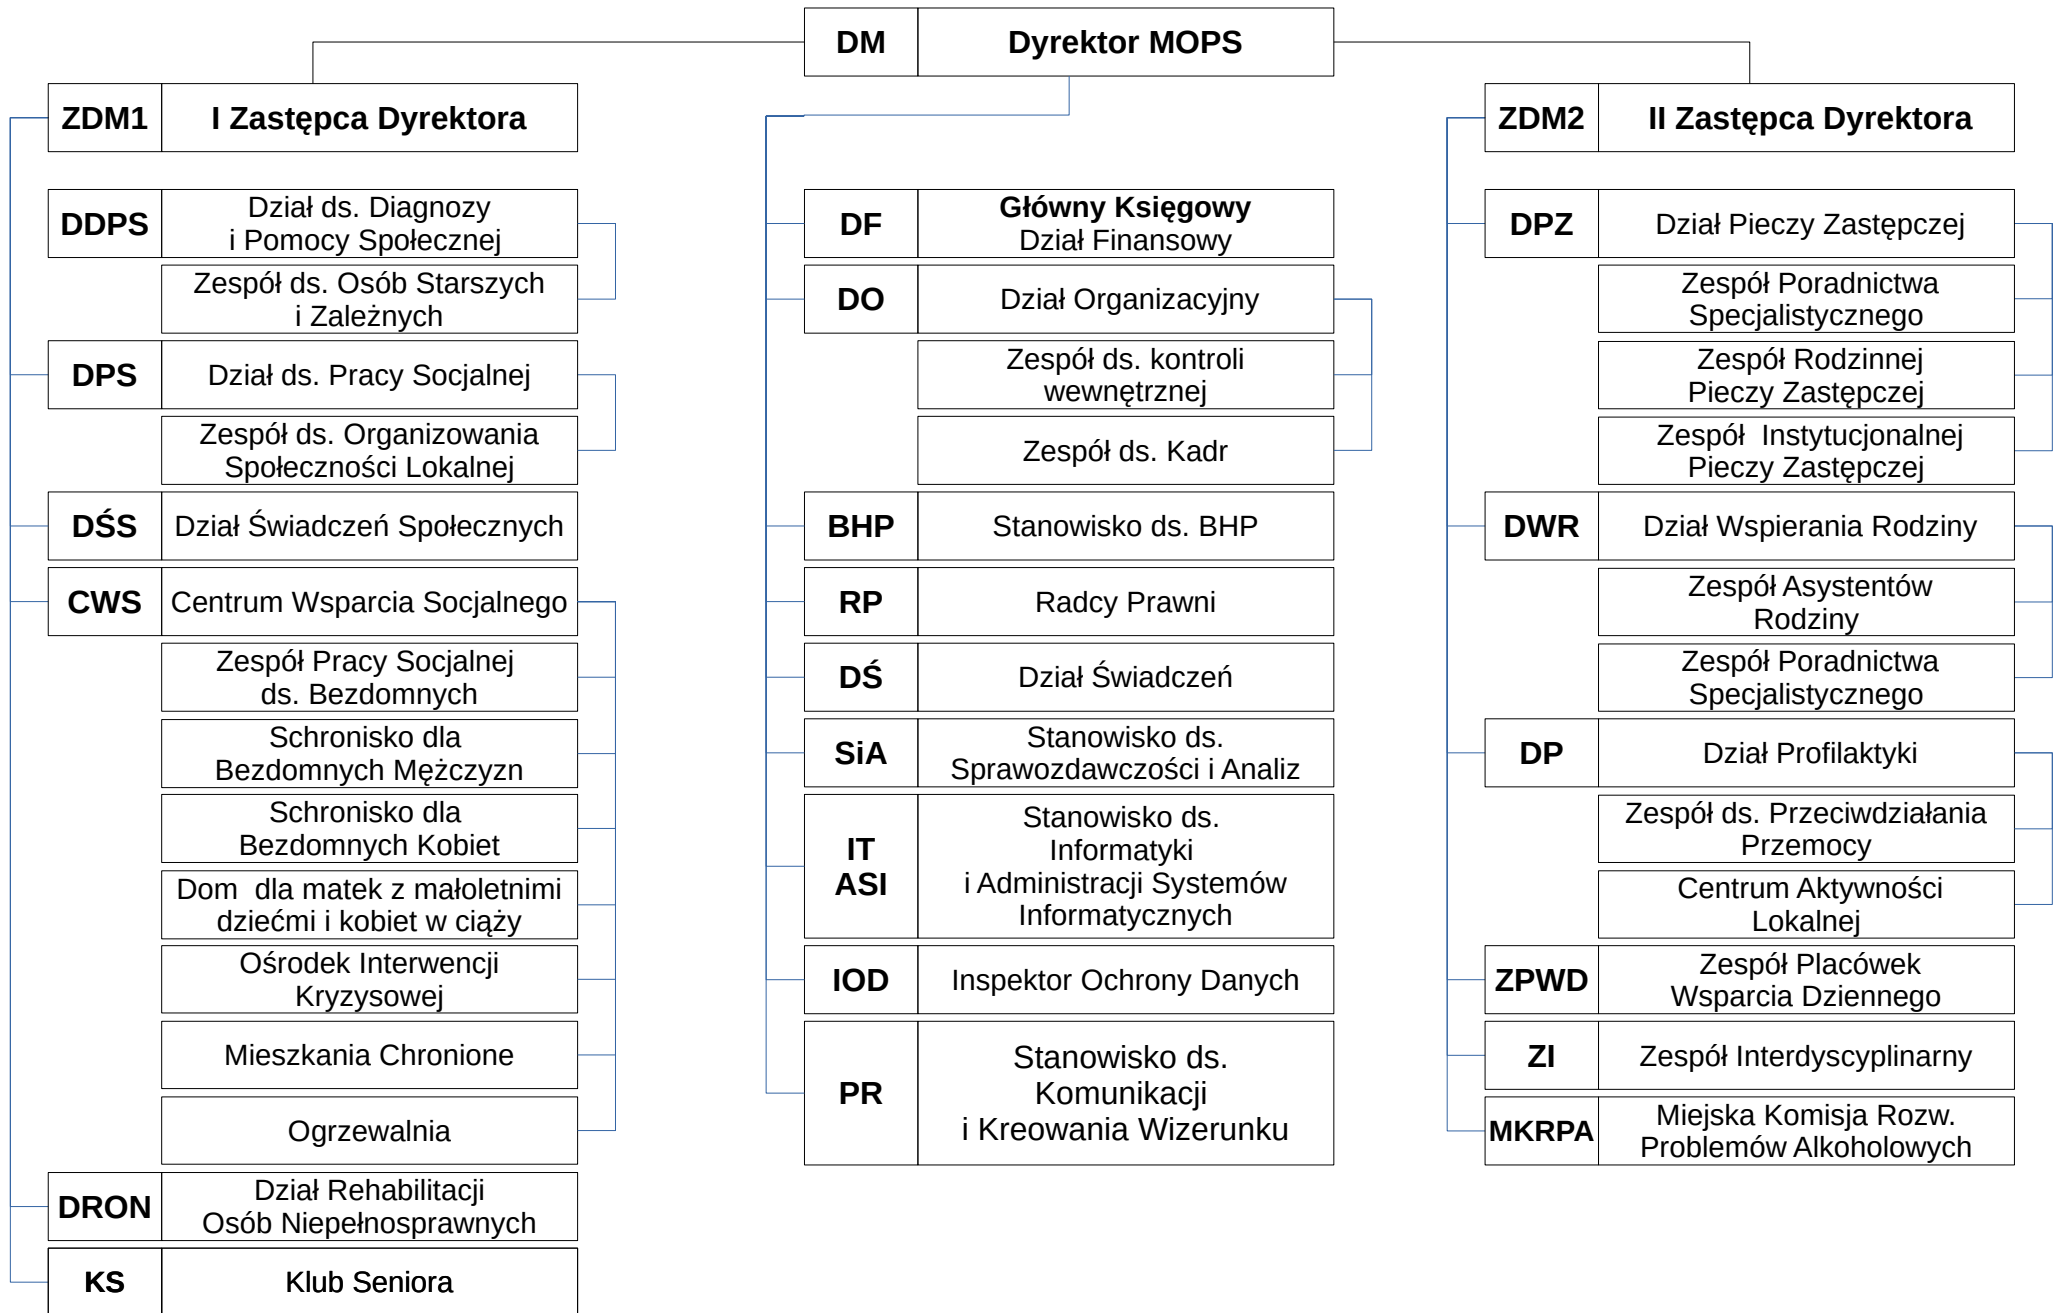 DM
Dyrektor MOPS
ZDM1
I Zastępca Dyrektora
DDPS
Dział ds. Diagnozy
i Pomocy Społecznej
Zespół ds. Osób Starszych
i Zależnych
DPS
Dział ds. Pracy Socjalnej
Zespół ds. Organizowania
Społeczności Lokalnej
DŚS
Dział Świadczeń Społecznych
CWS
Centrum Wsparcia Socjalnego
Zespół Pracy Socjalnej
ds. Bezdomnych
Schronisko dla
Bezdomnych Mężczyzn
Schronisko dla
Bezdomnych Kobiet
Dom  dla matek z małoletnimi
dziećmi i kobiet w ciąży
Ośrodek Interwencji
Kryzysowej
Mieszkania Chronione
Ogrzewalnia
DRON
Dział Rehabilitacji
Osób Niepełnosprawnych
KS
Klub Seniora
DF
Główny Księgowy
Dział Finansowy
DO
Dział Organizacyjny
Zespół ds. kontroli
wewnętrznej
Zespół ds. Kadr
BHP
Stanowisko ds. BHP
RP
Radcy Prawni
DŚ
Dział Świadczeń
SiA
Stanowisko ds.
Sprawozdawczości i Analiz
IT
ASI
Stanowisko ds.
Informatyki
i Administracji Systemów
Informatycznych
IOD
Inspektor Ochrony Danych
PR
Stanowisko ds.
Komunikacji
i Kreowania Wizerunku
ZDM2
II Zastępca Dyrektora
DPZ
Dział Pieczy Zastępczej
Zespół Poradnictwa
Specjalistycznego
Zespół Rodzinnej
Pieczy Zastępczej
Zespół  Instytucjonalnej
Pieczy Zastępczej
DWR
Dział Wspierania Rodziny
Zespół Asystentów
Rodziny
Zespół Poradnictwa
Specjalistycznego
DP
Dział Profilaktyki
Zespół ds. Przeciwdziałania
Przemocy
Centrum Aktywności
Lokalnej
ZPWD
Zespół Placówek
Wsparcia Dziennego
ZI
Zespół Interdyscyplinarny
MKRPA
Miejska Komisja Rozw.
Problemów Alkoholowych